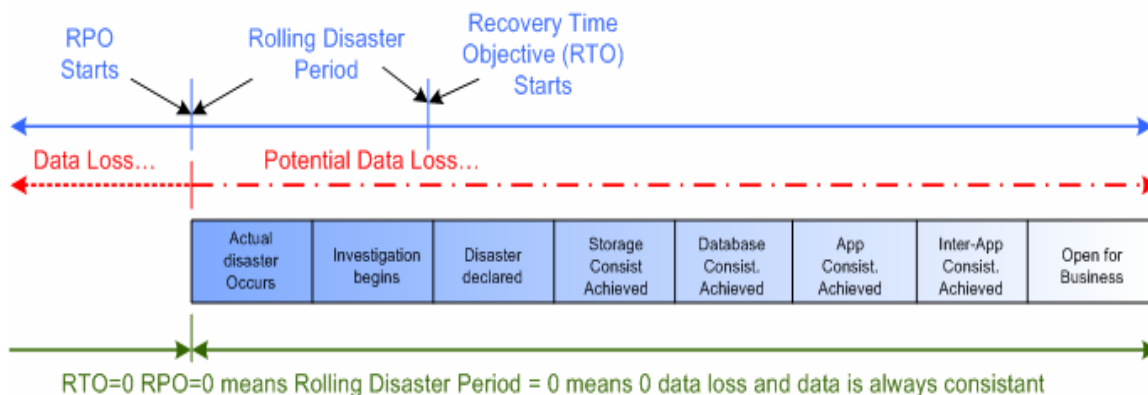 RPO
Starts
Rolling Disaster
Period
Recovery Time
Objective (RTO)
Starts
Data Loss...
Potential Data Loss...
Actual
disaster
Occurs
Investigation
begins
Disaster
declared
Storage
Consist
Achieved
Database
Consist.
Achieved
App
Consist.
Achieved
Inter-App
Consist.
Achieved
Open for
Business
RTO=0 RPO=0 means Rolling Disaster Period = 0 means 0 data loss and data is always consistant